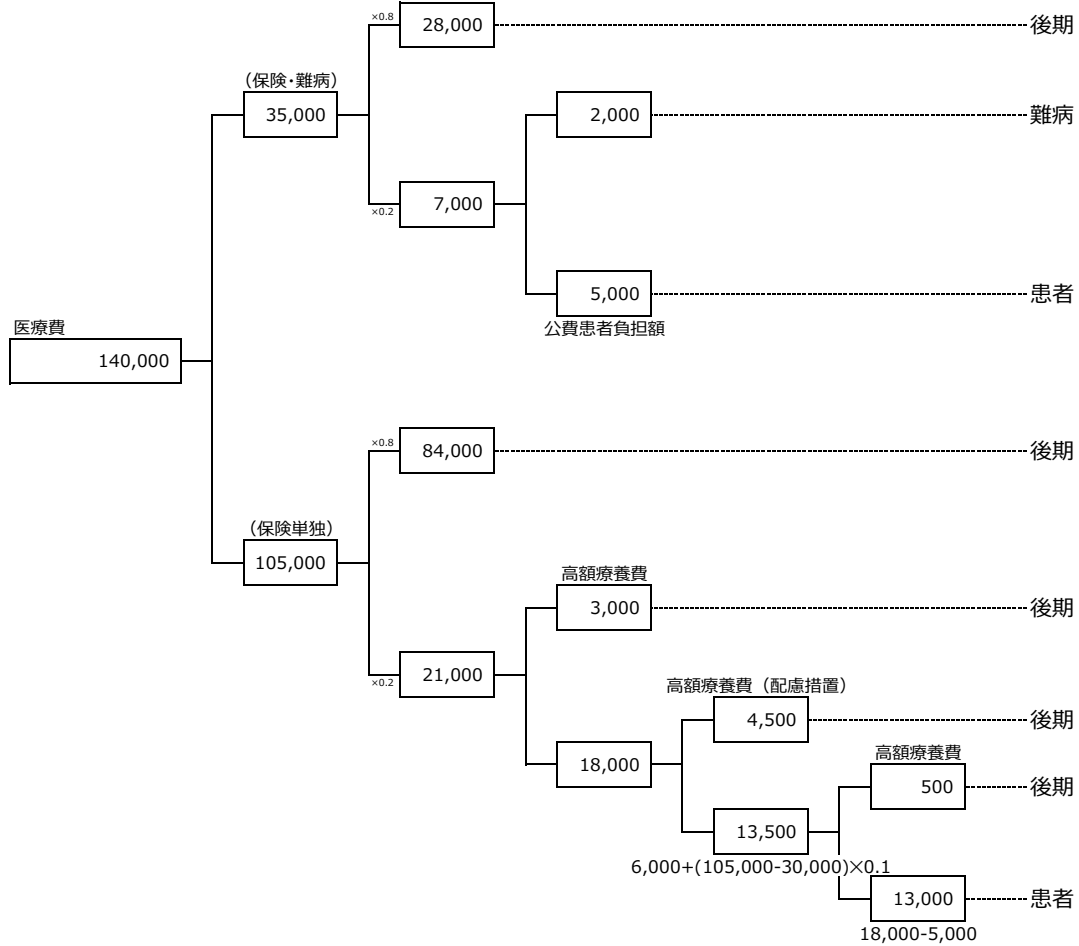 ×0.8
28,000
後期
（保険・難病）
35,000
2,000
難病
×0.2
7,000
5,000
患者
公費患者負担額
医療費
140,000
×0.8
84,000
後期
（保険単独）
105,000
高額療養費
3,000
後期
×0.2
21,000
高額療養費（配慮措置）
4,500
後期
18,000
高額療養費
500
後期
13,500
6,000+(105,000-30,000)×0.1
13,000
患者
18,000-5,000